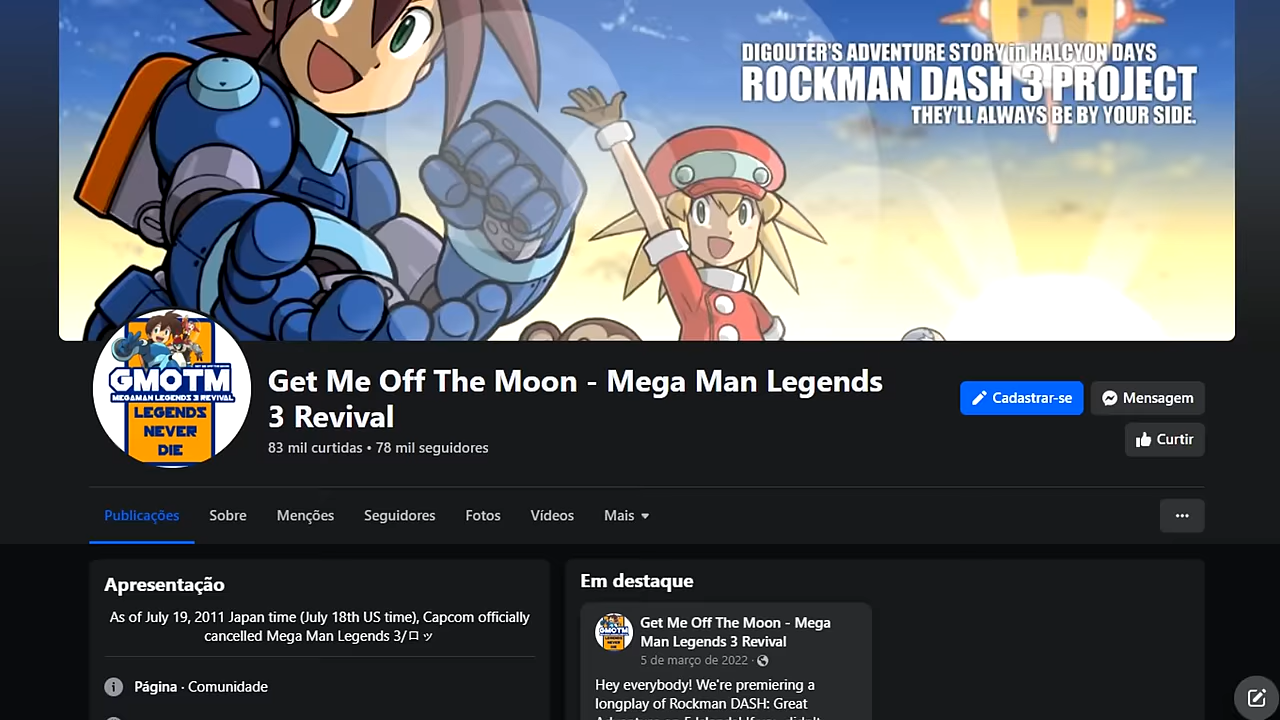 DIGOUTER'S ADVENTURE STORY in HALCYON DAYS
ROCKMAN DASH 3 PROJECT
THEY'LL ALWAYS BE BY YOUR SIDE.
GMOTM
MEGAMAN LEGENDS 3 REVIVAL
LEGENDS
NEVER
DIE
Get Me Off The Moon - Mega Man Legends
3 Revival
83 mil curtidas • 78 mil seguidores
Cadastrar-se
Mensagem
Curtir
Publicações
Sobre
Menções
Seguidores
Fotos
Vídeos
Mais
Apresentação
As of July 19, 2011 Japan time (July 18th US time), Capcom officially
cancelled Mega Man Legends 3/ロッ
Página · Comunidade
Em destaque
GMOTM
Get Me Off The Moon - Mega
Man Legends 3 Revival
5 de março de 2022 ·
Hey everybody! We're premiering a
longplay of Rockman DASH: Great